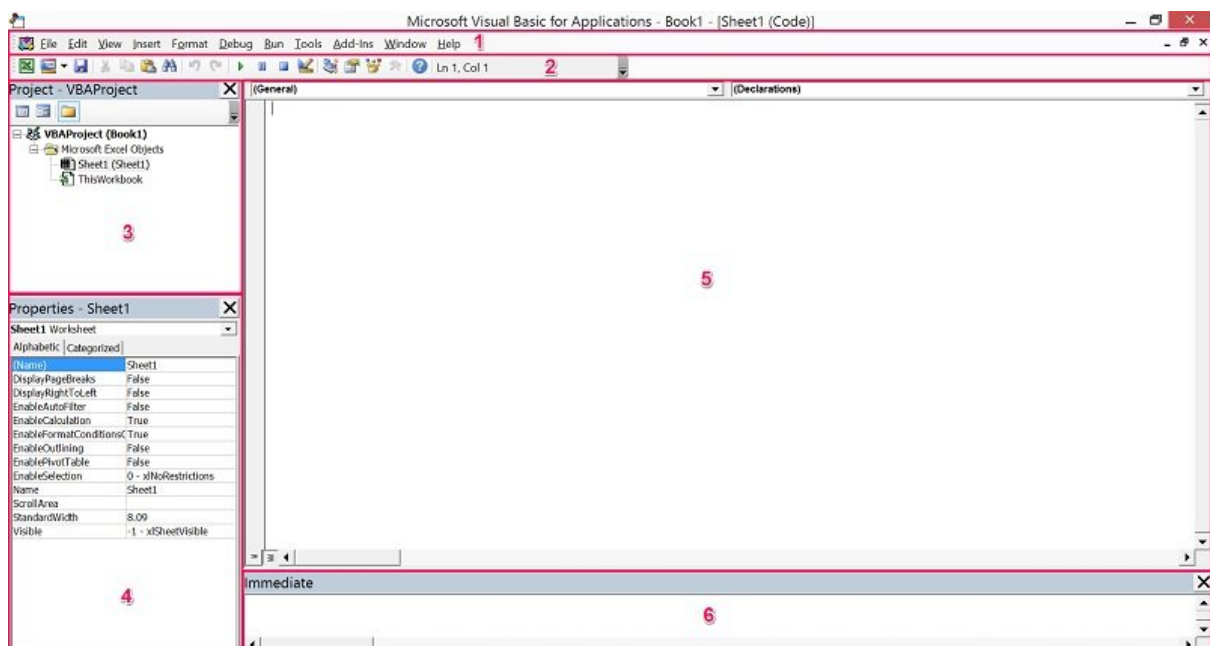 Microsoft Visual Basic for Applications - Book1 - [Sheet1 (Code)]
File Edit View Insert Format Debug Run Tools Add-Ins Window Help 1
Ln 1, Col 1 2
Project - VBAProject
VBAProject (Book1)
Microsoft Excel Objects
Sheet1 (Sheet1)
ThisWorkbook
3
Properties - Sheet1
Sheet1 Worksheet
Alphabetic Categorized
(Name) Sheet1
DisplayPageBreaks False
DisplayRightToLeft False
EnableAutoFilter False
EnableCalculation True
EnableFormatConditionsC True
EnableOutlining False
EnablePivotTable False
EnableSelection 0 - xlNoRestrictions
Name Sheet1
ScrollArea
StandardWidth 8.09
Visible -1 - xlSheetVisible
4
(General) (Declarations)
5
Immediate
6